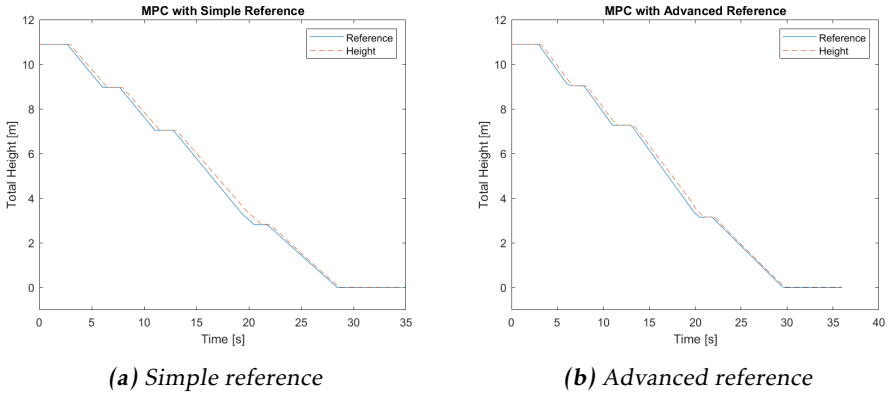 MPC with Simple Reference
12
10
8
6
4
2
0
Total Height [m]
Reference
Height
0 5 10 15 20 25 30 35
Time [s]
(a) Simple reference
MPC with Advanced Reference
12
10
8
6
4
2
0
Total Height [m]
Reference
Height
0 5 10 15 20 25 30 35 40
Time [s]
(b) Advanced reference